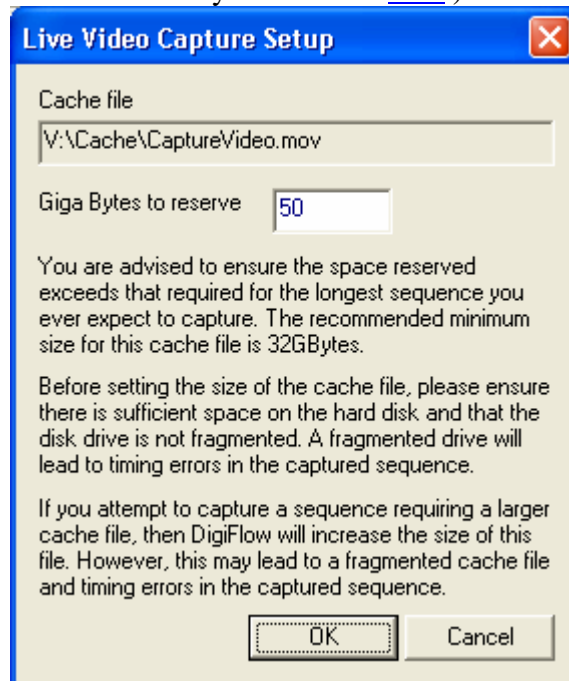 Live Video Capture Setup
Cache file
V:\Cache\CaptureVideo.mov
Giga Bytes to reserve 50
You are advised to ensure the space reserved
exceeds that required for the longest sequence you
ever expect to capture. The recommended minimum
size for this cache file is 32GBytes.
Before setting the size of the cache file, please ensure
there is sufficient space on the hard disk and that the
disk drive is not fragmented. A fragmented drive will
lead to timing errors in the captured sequence.
If you attempt to capture a sequence requiring a larger
cache file, then DigiFlow will increase the size of this
file. However, this may lead to a fragmented cache file
and timing errors in the captured sequence.
OK Cancel